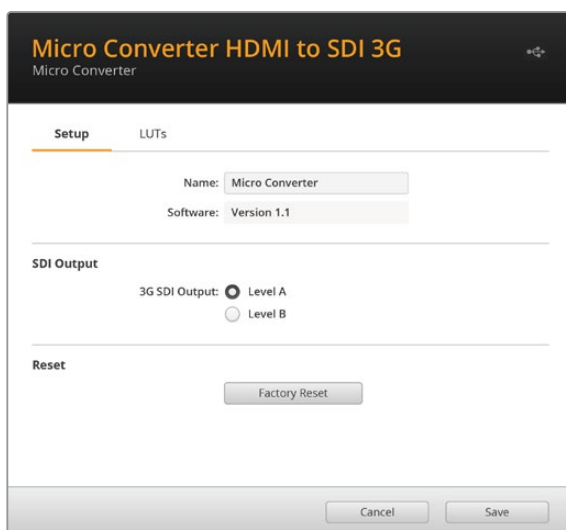 Micro Converter HDMI to SDI 3G
Micro Converter
Setup LUTs
Name: Micro Converter
Software: Version 1.1
SDI Output
3G SDI Output: Level A
Level B
Reset
Factory Reset
Cancel Save